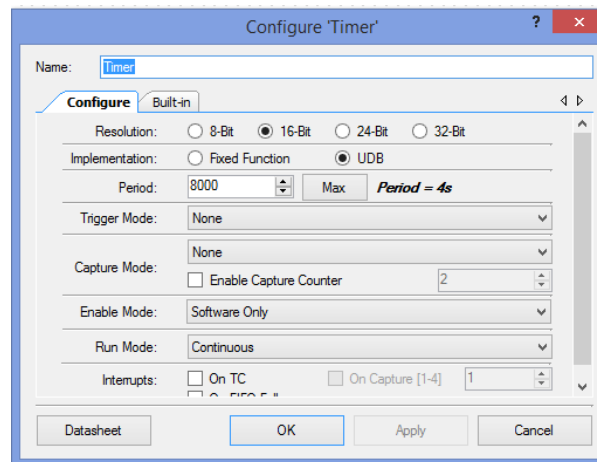 Configure 'Timer'
?
Name: Timer
Configure Built-in
Resolution: 8-Bit 16-Bit 24-Bit 32-Bit
Implementation: Fixed Function UDB
Period: 8000 Max Period = 4s
Trigger Mode: None
Capture Mode: None
Enable Capture Counter 2
Enable Mode: Software Only
Run Mode: Continuous
Interrupts: On TC On Capture [1-4] 1
Datasheet OK Apply Cancel